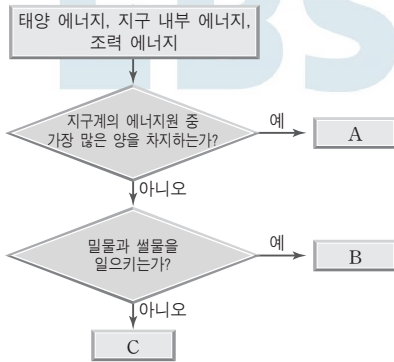 태양 에너지, 지구 내부 에너지,
조력 에너지
지구계의 에너지원 중
가장 많은 양을 차지하는가?
예
A
아니오
밀물과 썰물을
일으키는가?
예
B
아니오
C